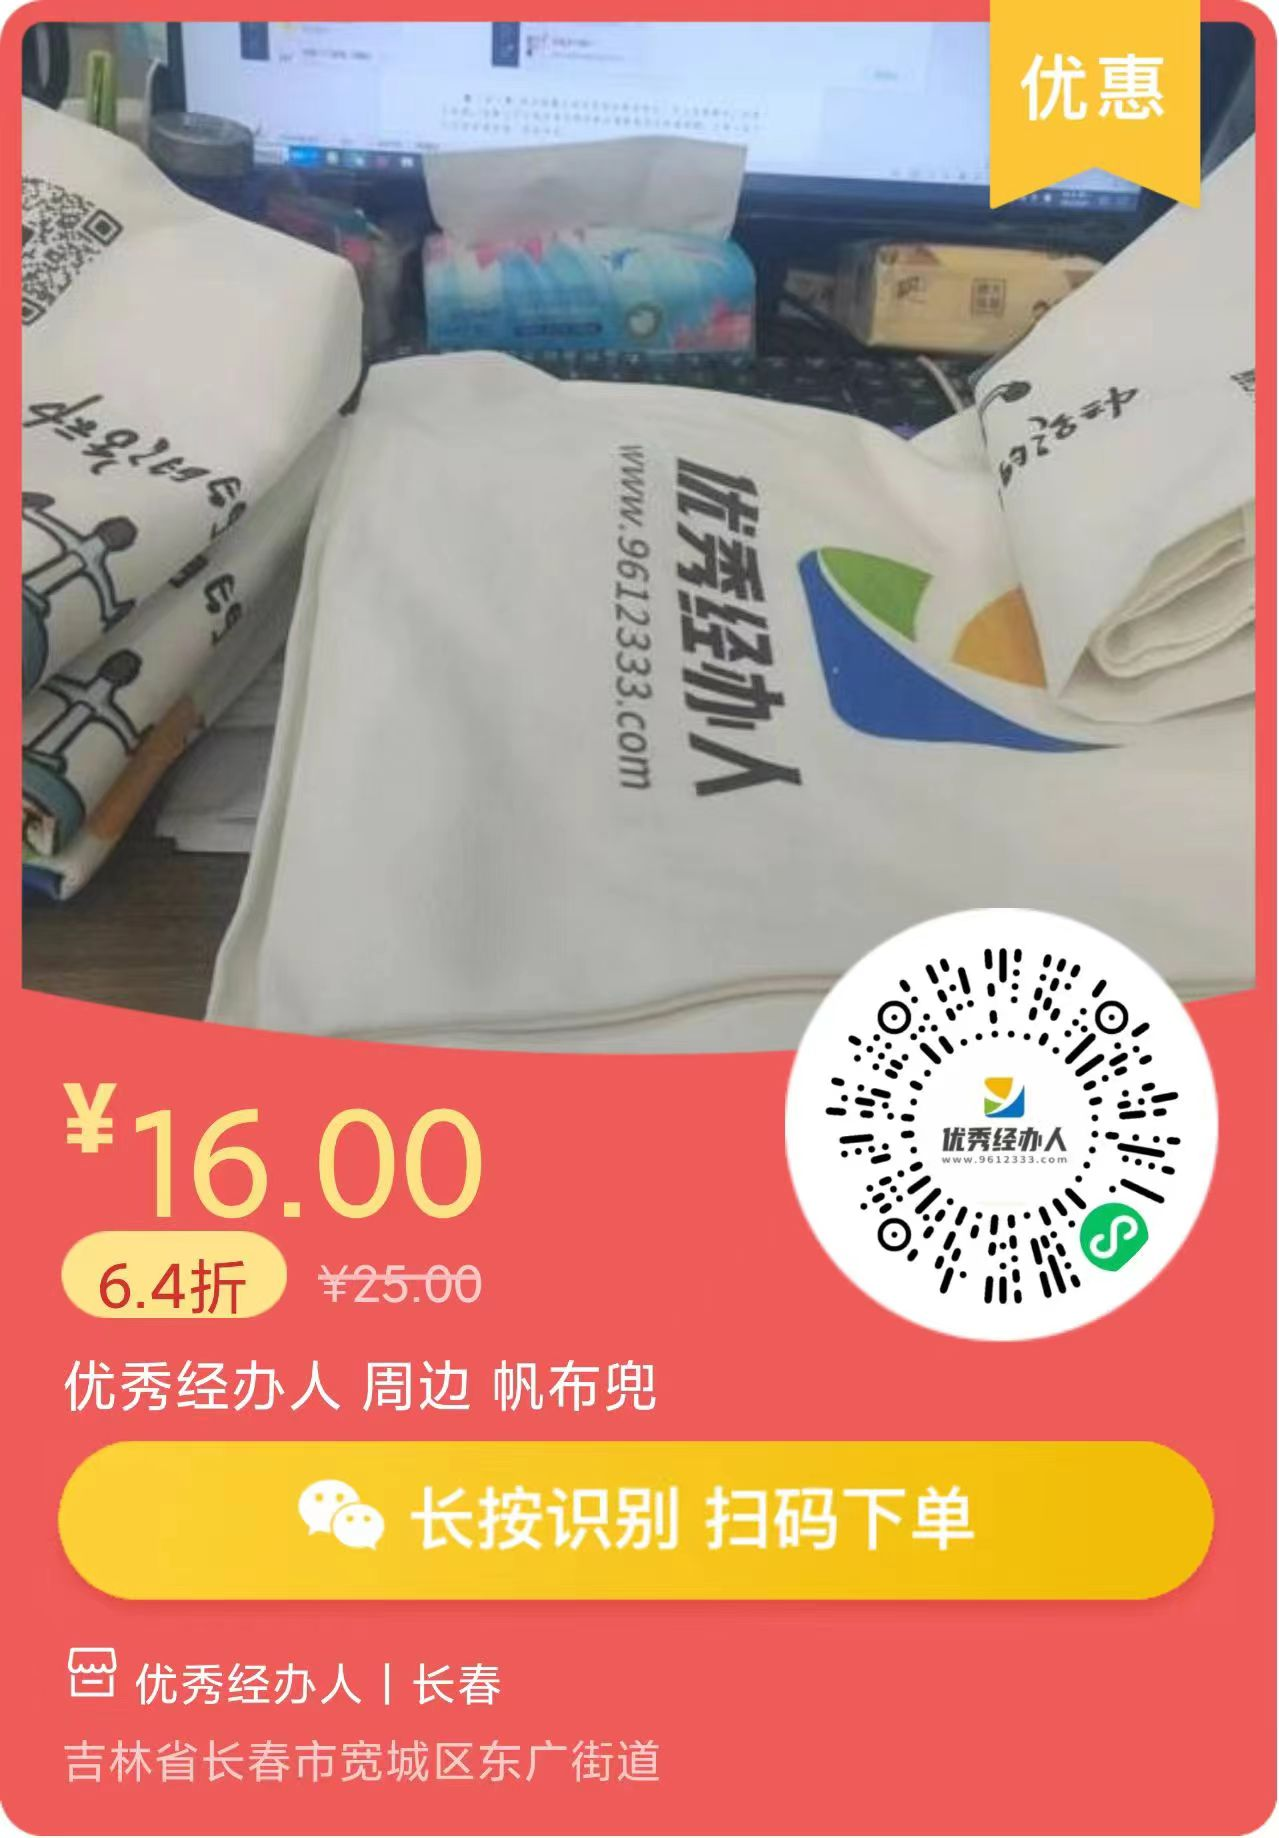 优惠
优秀经办人
www.9612333.com
优秀经办人
www.9612333.com
¥16.00
6.4折 ¥25.00
优秀经办人 周边 帆布兜
长按识别 扫码下单
优秀经办人 | 长春
吉林省长春市宽城区东广街道